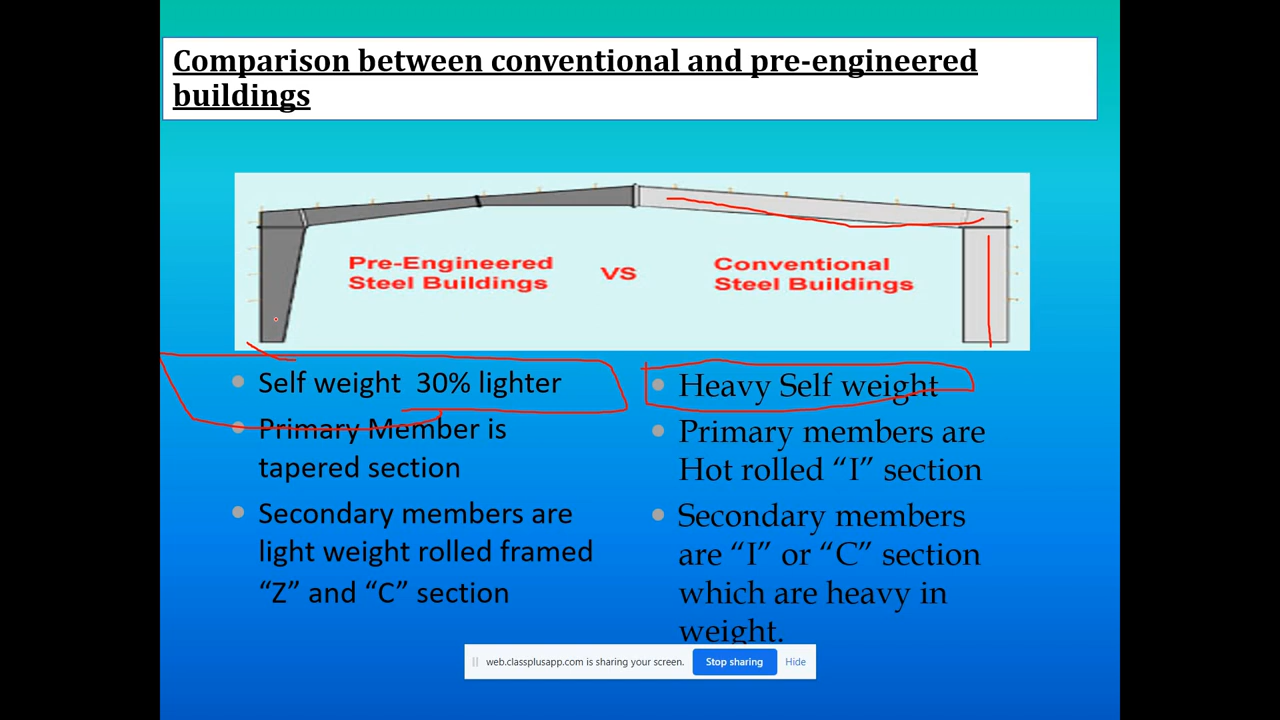 Comparison between conventional and pre-engineered
buildings
Pre-Engineered
Steel Buildings
VS
Conventional
Steel Buildings
• Self weight 30% lighter
• Primary Member is
tapered section
• Secondary members are
light weight rolled framed
“Z” and “C” section
• Heavy Self weight
• Primary members are
Hot rolled “I” section
• Secondary members
are “I” or “C” section
which are heavy in
weight.
web.classplusapp.com is sharing your screen.
Stop sharing
Hide